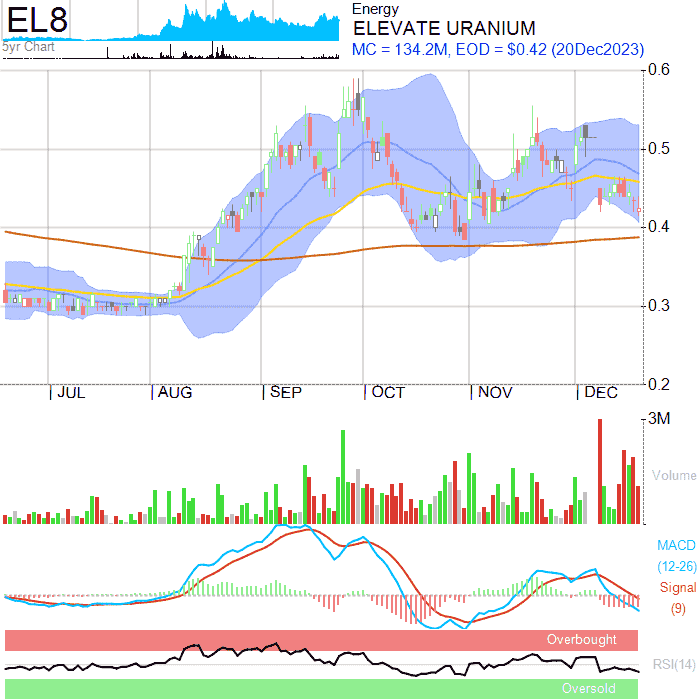 EL8
5yr Chart
Energy
ELEVATE URANIUM
MC = 134.2M, EOD = $0.42 (20Dec2023)
0.6
0.5
0.4
0.3
0.2
JUL
AUG
SEP
OCT
NOV
DEC
3M
Volume
MACD
(12-26)
Signal
(9)
Overbought
RSI(14)
Oversold